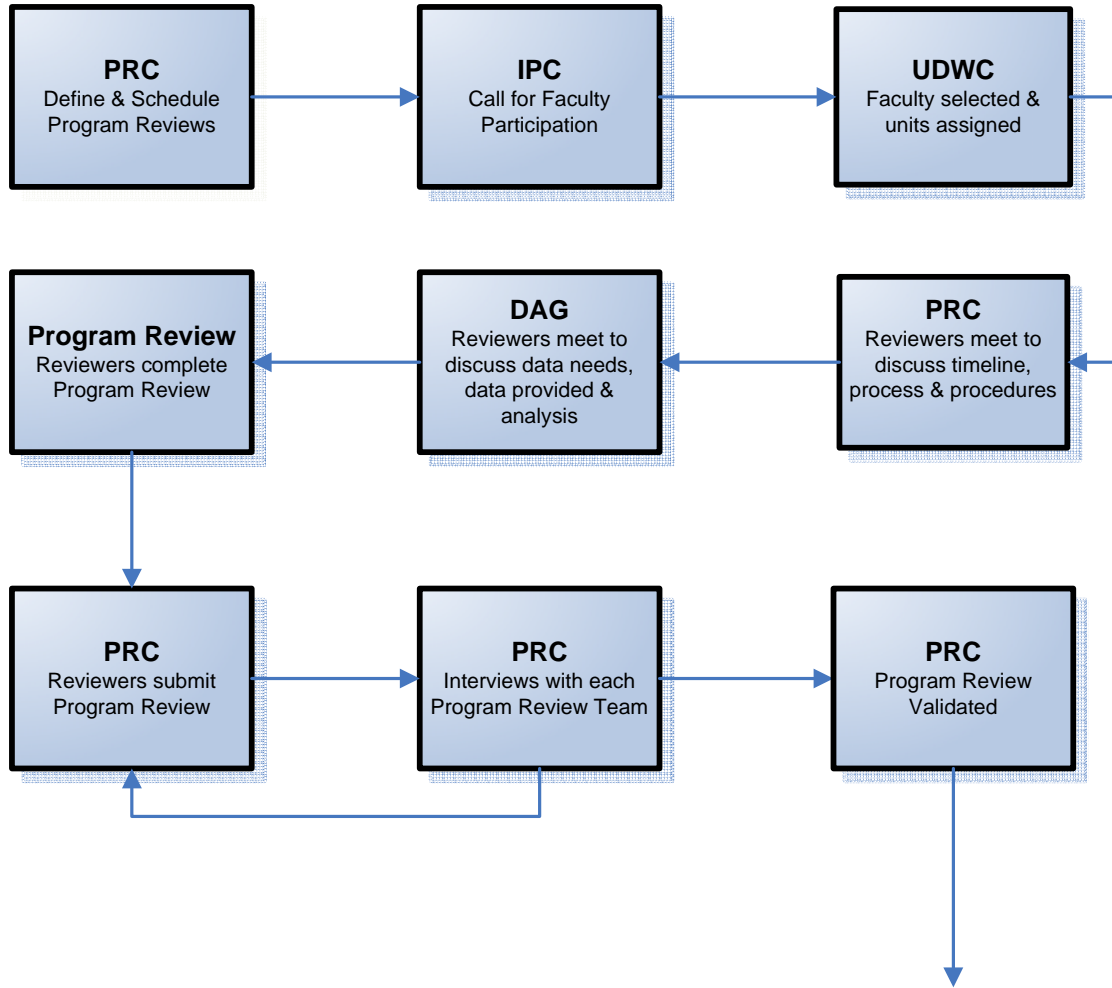 PRC
Define & Schedule
Program Reviews
IPC
Call for Faculty
Participation
UDWC
Faculty selected &
units assigned
Program Review
Reviewers complete
Program Review
DAG
Reviewers meet to
discuss data needs,
data provided &
analysis
PRC
Reviewers meet to
discuss timeline,
process & procedures
PRC
Reviewers submit
Program Review
PRC
Interviews with each
Program Review Team
PRC
Program Review
Validated